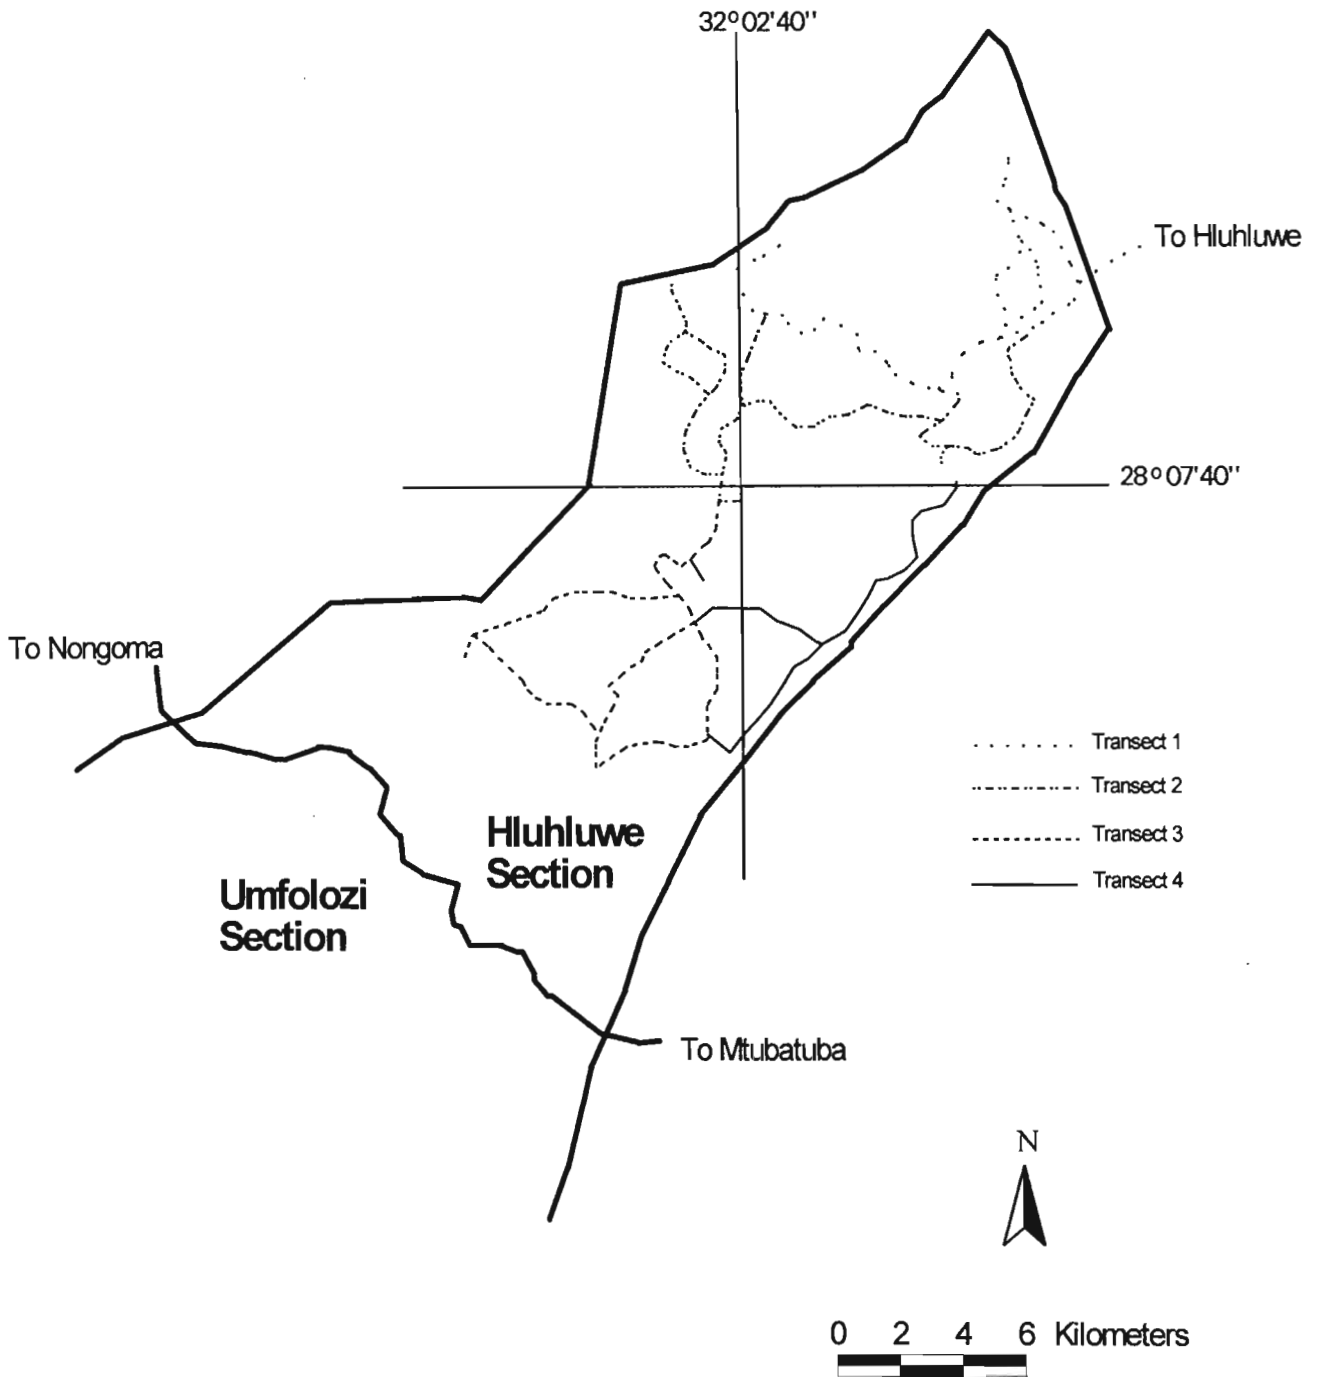 32°02'40''
To Hluhluwe
28°07'40''
To Nongoma
Transect 1
Transect 2
Transect 3
Transect 4
Hluhluwe
Section
Umfolozi
Section
To Mtubatuba
N
0 2 4 6 Kilometers